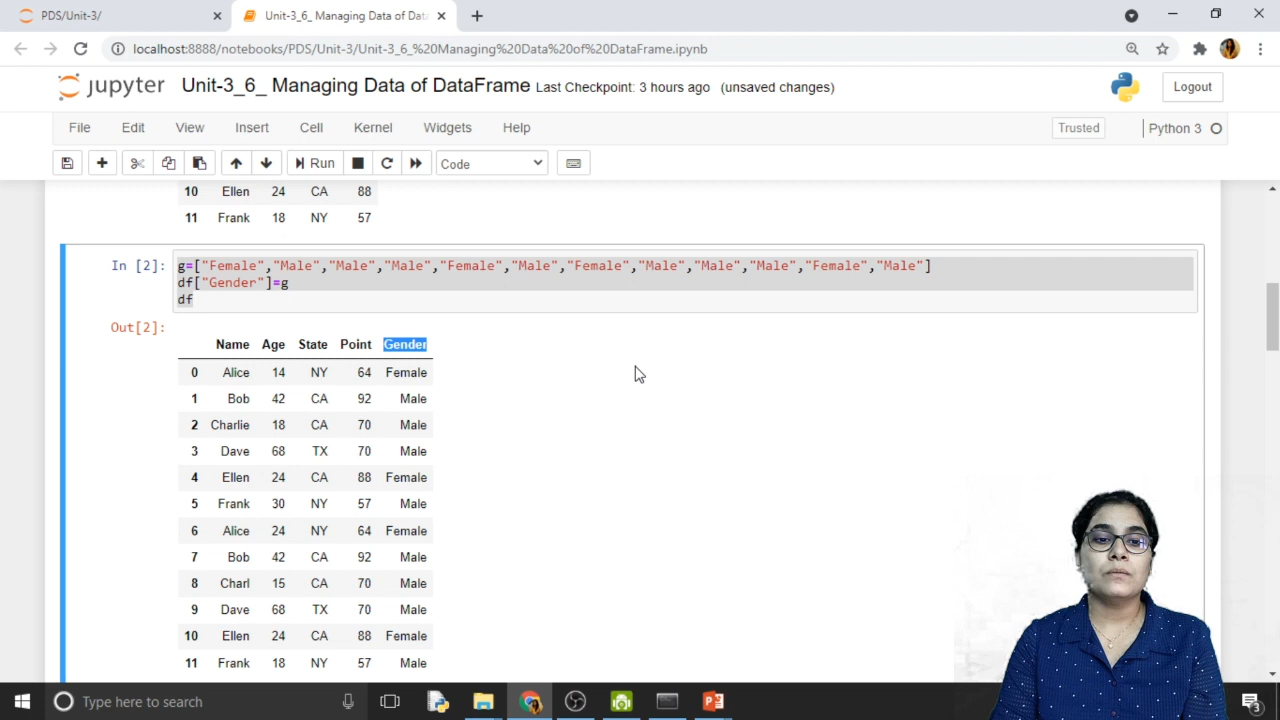 PDS/Unit-3/
Unit-3_6_ Managing Data of Dat
localhost:8888/notebooks/PDS/Unit-3/Unit-3_6_%20Managing%20Data%20of%20DataFrame.ipynb
jupyter Unit-3_6_ Managing Data of DataFrame Last Checkpoint: 3 hours ago (unsaved changes)
Logout
File Edit View Insert Cell Kernel Widgets Help
Trusted
Python 3
Run
Code
10 Ellen 24 CA 88
11 Frank 18 NY 57
In [2]: g=["Female","Male","Male","Male","Female","Male","Female","Male","Male","Male","Female","Male"]
df["Gender"]=g
df
Out[2]:
Name Age State Point Gender
0 Alice 14 NY 64 Female
1 Bob 42 CA 92 Male
2 Charlie 18 CA 70 Male
3 Dave 68 TX 70 Male
4 Ellen 24 CA 88 Female
5 Frank 30 NY 57 Male
6 Alice 24 NY 64 Female
7 Bob 42 CA 92 Male
8 Charl 15 CA 70 Male
9 Dave 68 TX 70 Male
10 Ellen 24 CA 88 Female
11 Frank 18 NY 57 Male
Type here to search
3